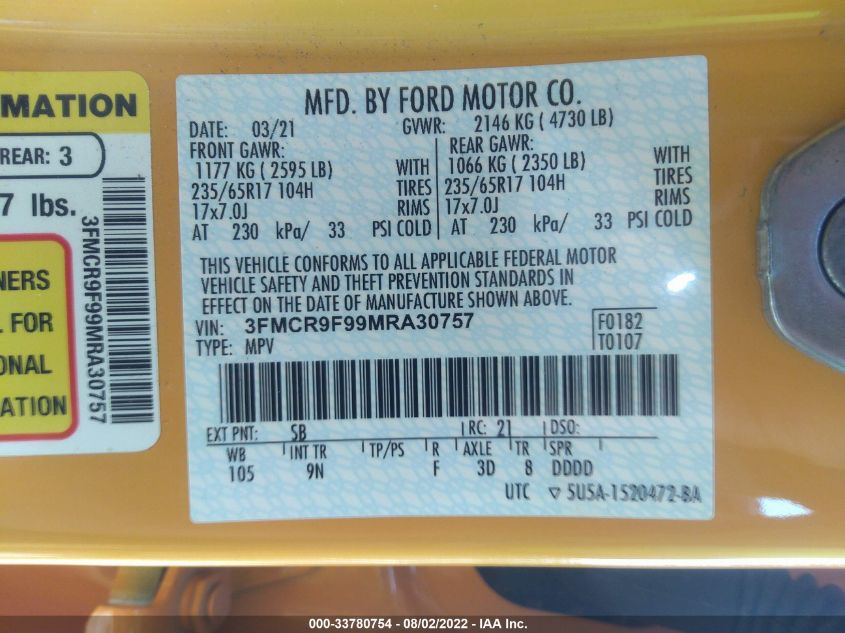 MATION
REAR: 3
7 lbs.
NERS
L FOR
ONAL
ATION
3FMCR9F99MRA30757
MFD. BY FORD MOTOR CO.
DATE: 03/21 GVWR: 2146 KG ( 4730 LB)
FRONT GAWR: REAR GAWR:
1177 KG ( 2595 LB) WITH 1066 KG ( 2350 LB) WITH
235/65R17 104H TIRES 235/65R17 104H TIRES
17x7.0J RIMS 17x7.0J RIMS
AT 230 kPa/ 33 PSI COLD AT 230 kPa/ 33 PSI COLD
THIS VEHICLE CONFORMS TO ALL APPLICABLE FEDERAL MOTOR
VEHICLE SAFETY AND THEFT PREVENTION STANDARDS IN
EFFECT ON THE DATE OF MANUFACTURE SHOWN ABOVE.
VIN: 3FMCR9F99MRA30757 F0182
TYPE: MPV T0107
EXT PNT: SB RC: 21 DSO:
WB INT TR TP/PS R AXLE TR SPR
105 9N F 3D 8 DDDD
UTC ▽ 5U5A-1520472-BA
000-33780754 - 08/02/2022 - IAA Inc.